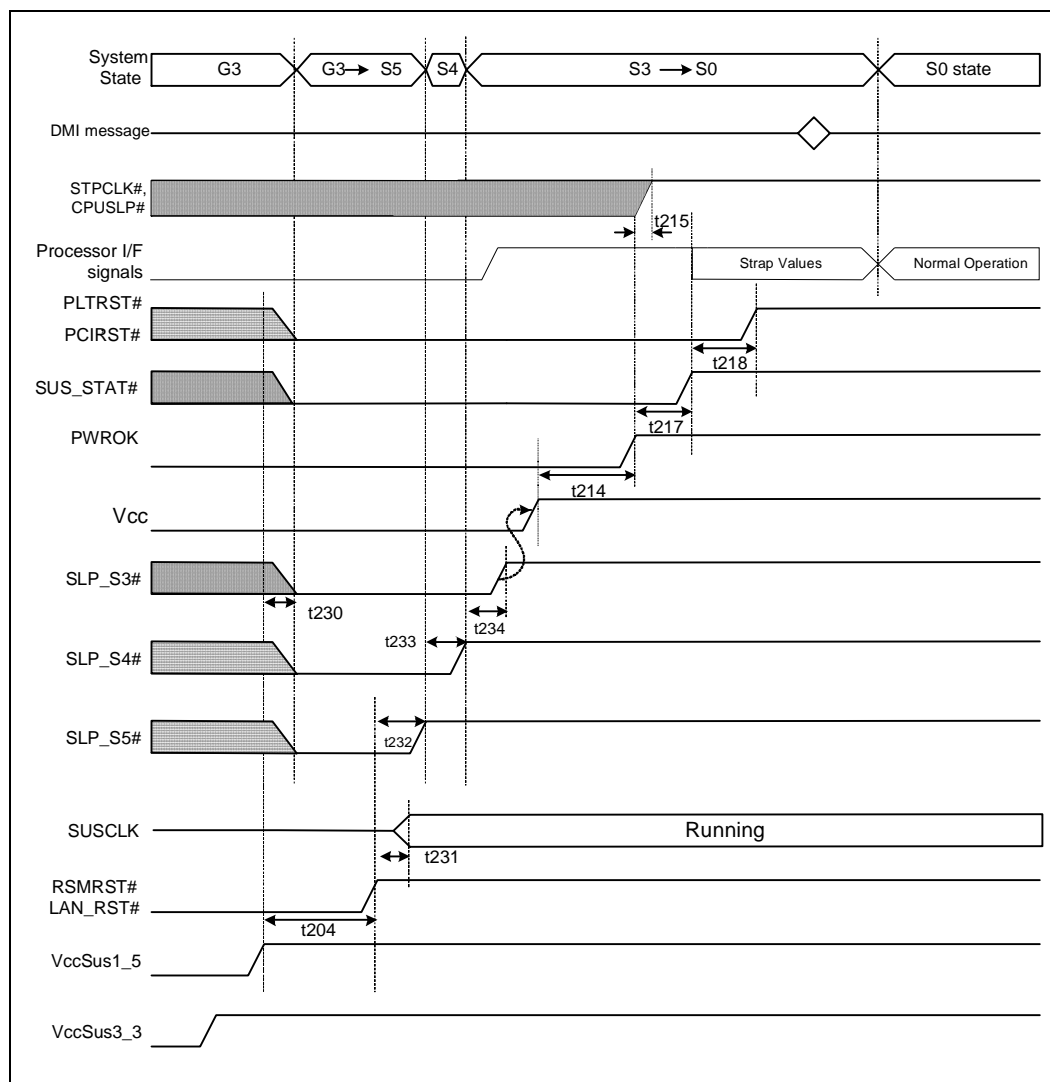 System
State
G3
G3→ S5
S4
S3 → S0
S0 state
DMI message
STPCLK#,
CPUSLP#
t215
Processor I/F
signals
Strap Values
Normal Operation
PLTRST#
PCIRST#
t218
SUS_STAT#
t217
PWROK
t214
Vcc
SLP_S3#
t230
t234
t233
SLP_S4#
SLP_S5#
t232
SUSCLK
Running
t231
RSMRST#
LAN_RST#
t204
VccSus1_5
VccSus3_3